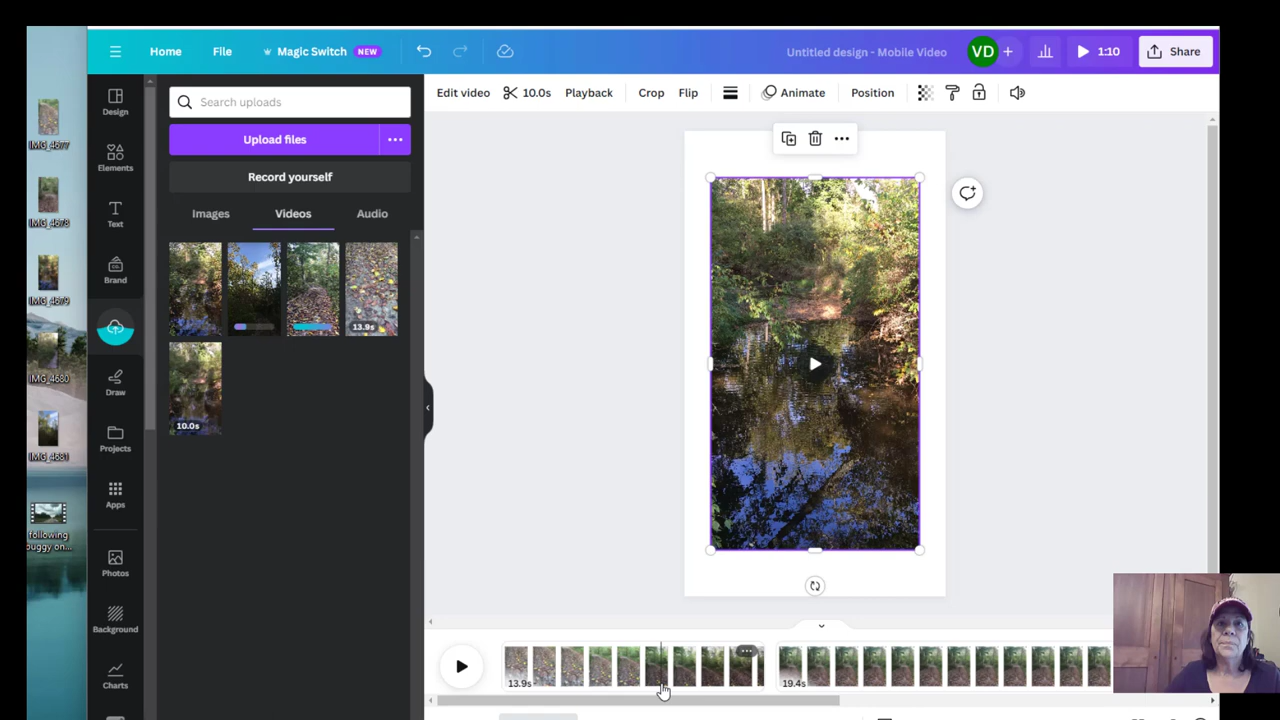 Home File Magic Switch NEW Untitled design - Mobile Video VD 1:10 Share
Design
Elements
Text
Brand
Draw
Projects
Apps
Photos
Background
Charts
Search uploads
Upload files
Record yourself
Images Videos Audio
13.9s
10.0s
Edit video 10.0s Playback Crop Flip Animate Position
13.9s 19.4s
IMG_4677
IMG_4678
IMG_4679
IMG_4680
IMG_4681
following
buggy on...